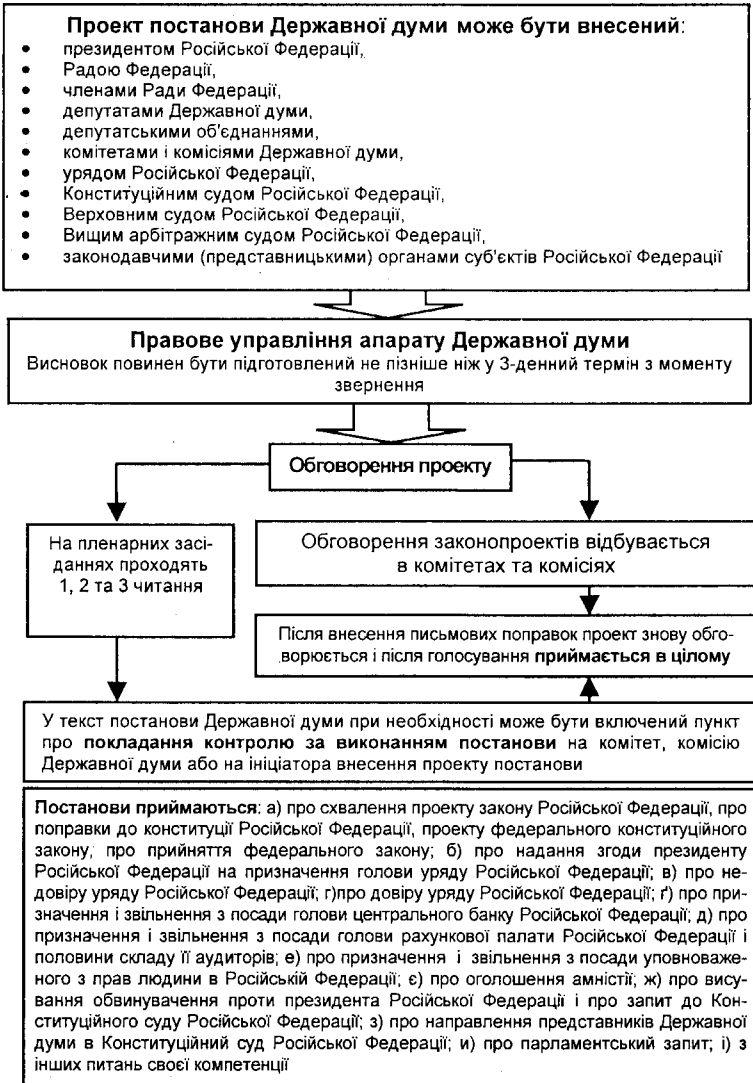 Проект постанови Державної думи може бути внесений:
• президентом Російської Федерації,
• Радою Федерації,
• членами Ради Федерації,
• депутатами Державної думи,
• депутатськими об'єднаннями,
• комітетами і комісіями Державної думи,
• урядом Російської Федерації,
• Конституційним судом Російської Федерації,
• Верховним судом Російської Федерації,
• Вищим арбітражним судом Російської Федерації,
• законодавчими (представницькими) органами суб'єктів Російської Федерації
Правове управління апарату Державної думи
Висновок повинен бути підготовлений не пізніше ніж у 3-денний термін з моменту
звернення
Обговорення проекту
На пленарних засі-
даннях проходять
1, 2 та 3 читання
Обговорення законопроектів відбувається
в комітетах та комісіях
Після внесення письмових поправок проект знову обго-
ворюється і після голосування приймається в цілому
У текст постанови Державної думи при необхідності може бути включений пункт
про покладання контролю за виконанням постанови на комітет, комісію
Державної думи або на ініціатора внесення проекту постанови
Постанови приймаються: а) про схвалення проекту закону Російської Федерації, про
поправки до конституції Російської Федерації, проекту федерального конституційного
закону, про прийняття федерального закону; б) про надання згоди президенту
Російської Федерації на призначення голови уряду Російської Федерації; в) про не-
довіру уряду Російської Федерації; г)про довіру уряду Російської Федерації; ґ) про при-
значення і звільнення з посади голови центрального банку Російської Федерації; д) про
призначення і звільнення з посади голови рахункової палати Російської Федерації і
половини складу її аудиторів; е) про призначення і звільнення з посади уповноваже-
ного з прав людини в Російській Федерації; є) про оголошення амністії; ж) про вису-
вання обвинувачення проти президента Російської Федерації і про запит до Кон-
ституційного суду Російської Федерації; з) про направлення представників Державної
думи в Конституційний суд Російської Федерації; и) про парламентський запит; і) з
інших питань своєї компетенції